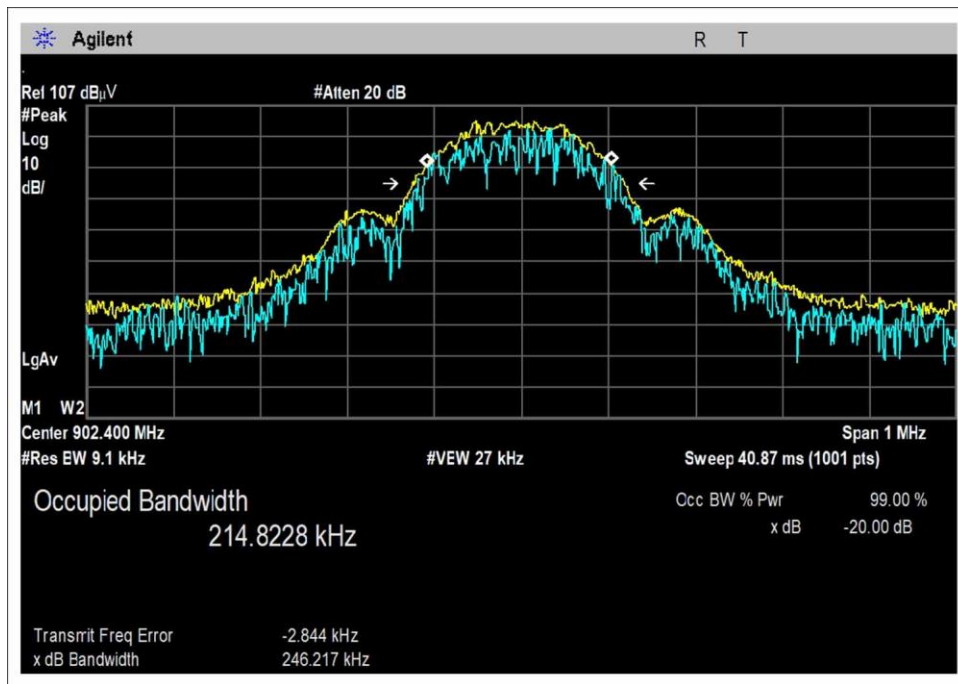 Agilent R T
Ref 107 dBµV #Atten 20 dB
#Peak
Log
10
dB/
LgAv
M1 W2
Center 902.400 MHz Span 1 MHz
#Res BW 9.1 kHz #VBW 27 kHz Sweep 40.87 ms (1001 pts)
Occupied Bandwidth Occ BW % Pwr 99.00 %
214.8228 kHz x dB -20.00 dB
Transmit Freq Error -2.844 kHz
x dB Bandwidth 246.217 kHz